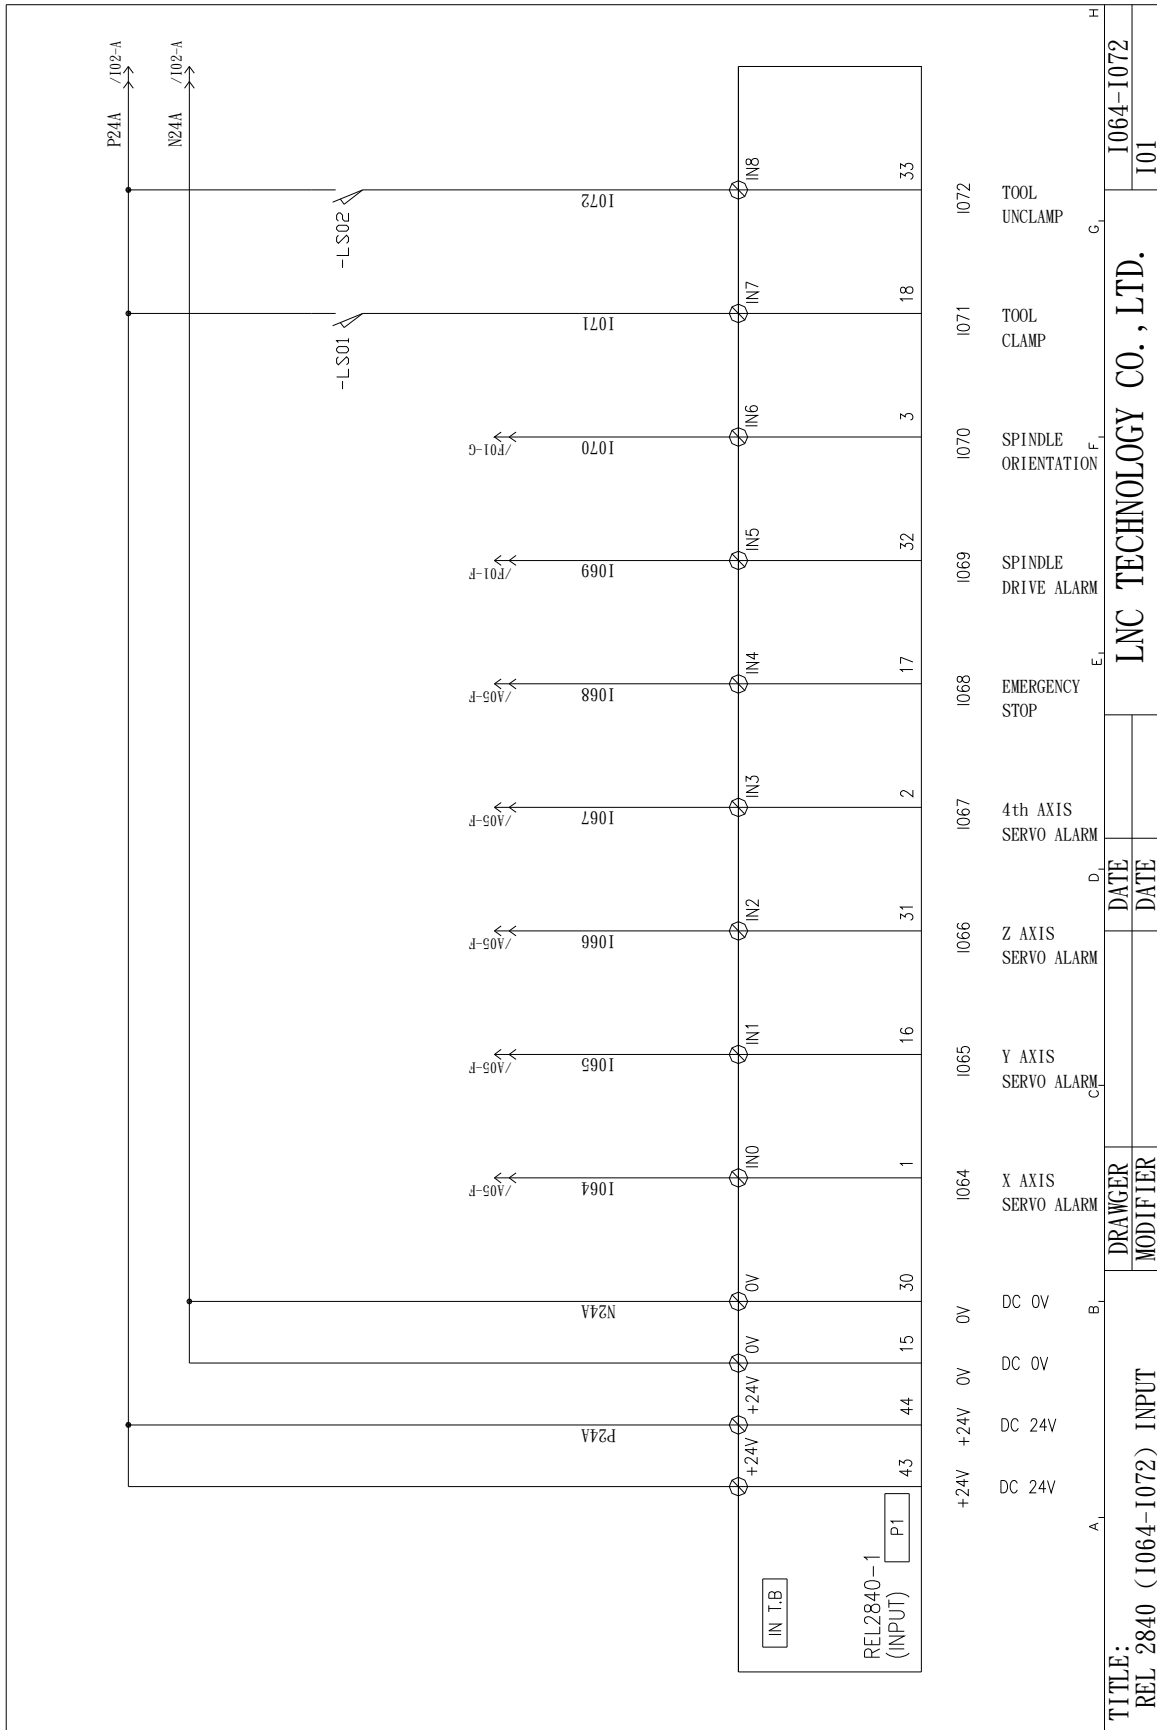 P24A /I02-A
N24A /I02-A
-LS01
-LS02
/A05-F
/A05-F
/A05-F
/A05-F
/A05-F
/F01-F
/F01-G
P24A
N24A
I064
I065
I066
I067
I068
I069
I070
I071
I072
IN T.B
+24V
+24V
0V
0V
IN0
IN1
IN2
IN3
IN4
IN5
IN6
IN7
IN8
REL2840-1
(INPUT)
P1
43
44
15
30
1
16
31
2
17
32
3
18
33
+24V
+24V
0V
0V
I064
I065
I066
I067
I068
I069
I070
I071
I072
DC 24V
DC 24V
DC 0V
DC 0V
X AXIS
SERVO ALARM
Y AXIS
SERVO ALARM
Z AXIS
SERVO ALARM
4th AXIS
SERVO ALARM
EMERGENCY
STOP
SPINDLE
DRIVE ALARM
SPINDLE
ORIENTATION
TOOL
CLAMP
TOOL
UNCLAMP
A
B
C
D
E
F
G
H
TITLE:
REL 2840 (I064-I072) INPUT
DRAWGER
MODIFIER
DATE
DATE
LNC TECHNOLOGY CO.,LTD.
I064-I072
I01